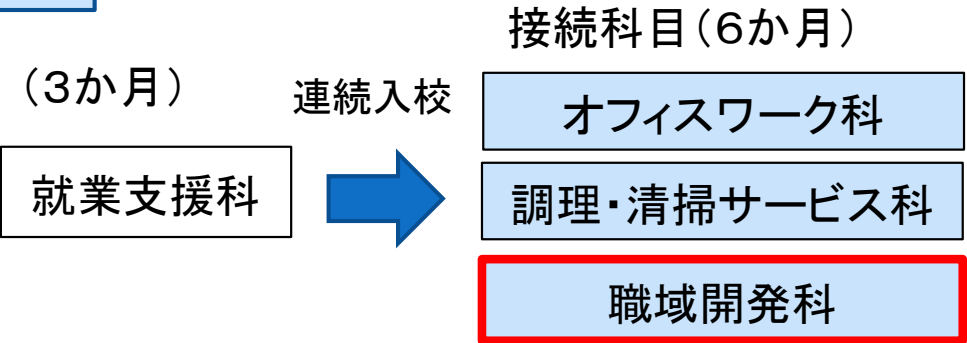 接続科目(6か月)
(3か月)
連続入校
オフィスワーク科
就業支援科
調理・清掃サービス科
職域開発科